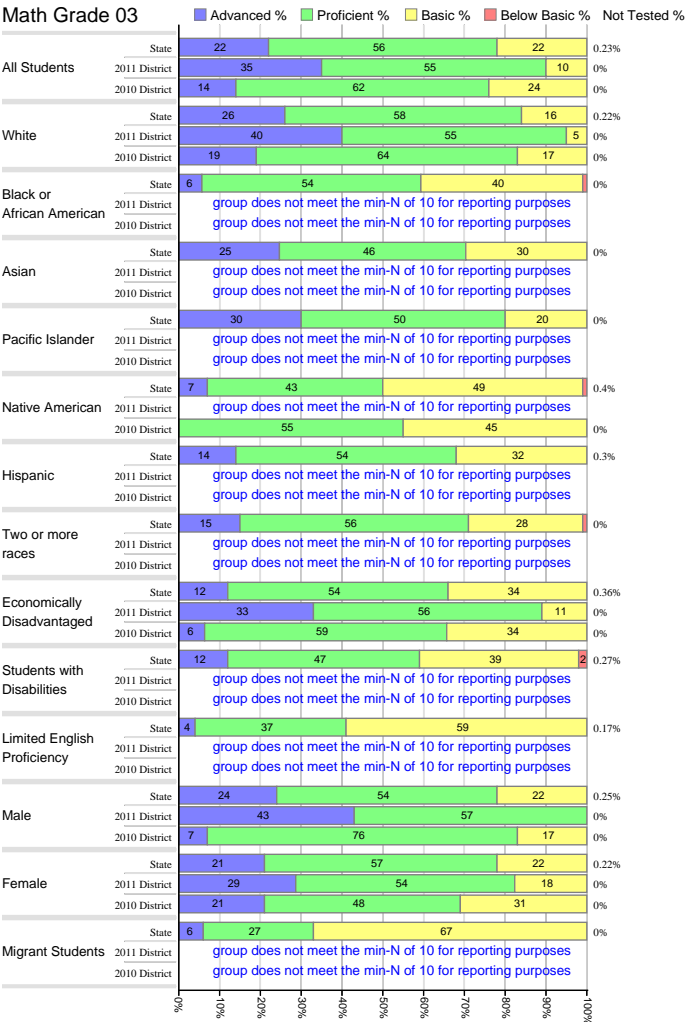 Math Grade 03 Advanced % Proficient % Basic % Below Basic % Not Tested %
All Students
State 22 56 22 0.23%
2011 District 35 55 10 0%
2010 District 14 62 24 0%
White
State 26 58 16 0.22%
2011 District 40 55 5 0%
2010 District 19 64 17 0%
Black or
African American
State 6 54 40 0%
2011 District group does not meet the min-N of 10 for reporting purposes
2010 District group does not meet the min-N of 10 for reporting purposes
Asian
State 25 46 30 0%
2011 District group does not meet the min-N of 10 for reporting purposes
2010 District group does not meet the min-N of 10 for reporting purposes
Pacific Islander
State 30 50 20 0%
2011 District group does not meet the min-N of 10 for reporting purposes
2010 District group does not meet the min-N of 10 for reporting purposes
Native American
State 7 43 49 0.4%
2011 District group does not meet the min-N of 10 for reporting purposes
2010 District 55 45 0%
Hispanic
State 14 54 32 0.3%
2011 District group does not meet the min-N of 10 for reporting purposes
2010 District group does not meet the min-N of 10 for reporting purposes
Two or more
races
State 15 56 28 0%
2011 District group does not meet the min-N of 10 for reporting purposes
2010 District group does not meet the min-N of 10 for reporting purposes
Economically
Disadvantaged
State 12 54 34 0.36%
2011 District 33 56 11 0%
2010 District 6 59 34 0%
Students with
Disabilities
State 12 47 39 2 0.27%
2011 District group does not meet the min-N of 10 for reporting purposes
2010 District group does not meet the min-N of 10 for reporting purposes
Limited English
Proficiency
State 4 37 59 0.17%
2011 District group does not meet the min-N of 10 for reporting purposes
2010 District group does not meet the min-N of 10 for reporting purposes
Male
State 24 54 22 0.25%
2011 District 43 57 0%
2010 District 7 76 17 0%
Female
State 21 57 22 0.22%
2011 District 29 54 18 0%
2010 District 21 48 31 0%
Migrant Students
State 6 27 67 0%
2011 District group does not meet the min-N of 10 for reporting purposes
2010 District group does not meet the min-N of 10 for reporting purposes
0% 10% 20% 30% 40% 50% 60% 70% 80% 90% 100%